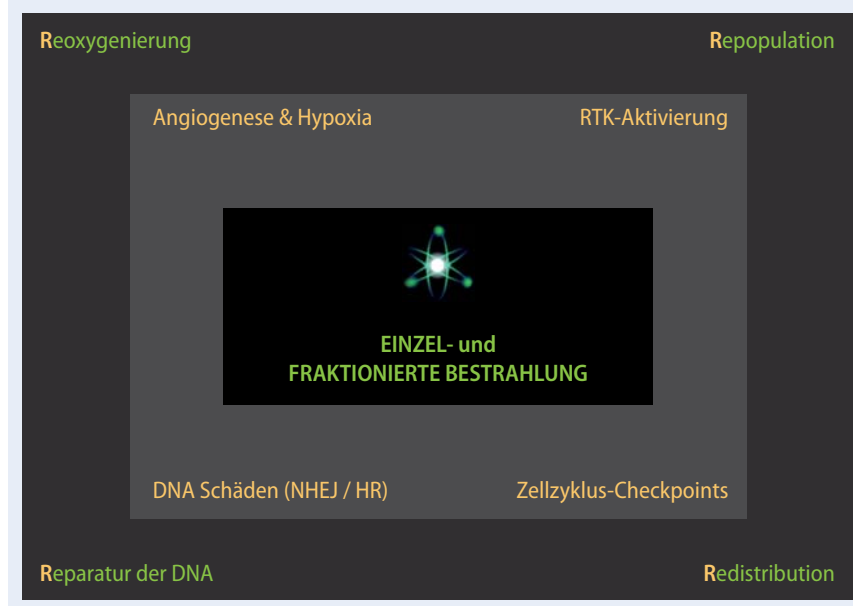 Reoxygenierung
Repopulation
Angiogenese & Hypoxia
RTK-Aktivierung
EINZEL- und
FRAKTIONIERTE BESTRAHLUNG
DNA Schäden (NHEJ / HR)
Zellzyklus-Checkpoints
Reparatur der DNA
Redistribution